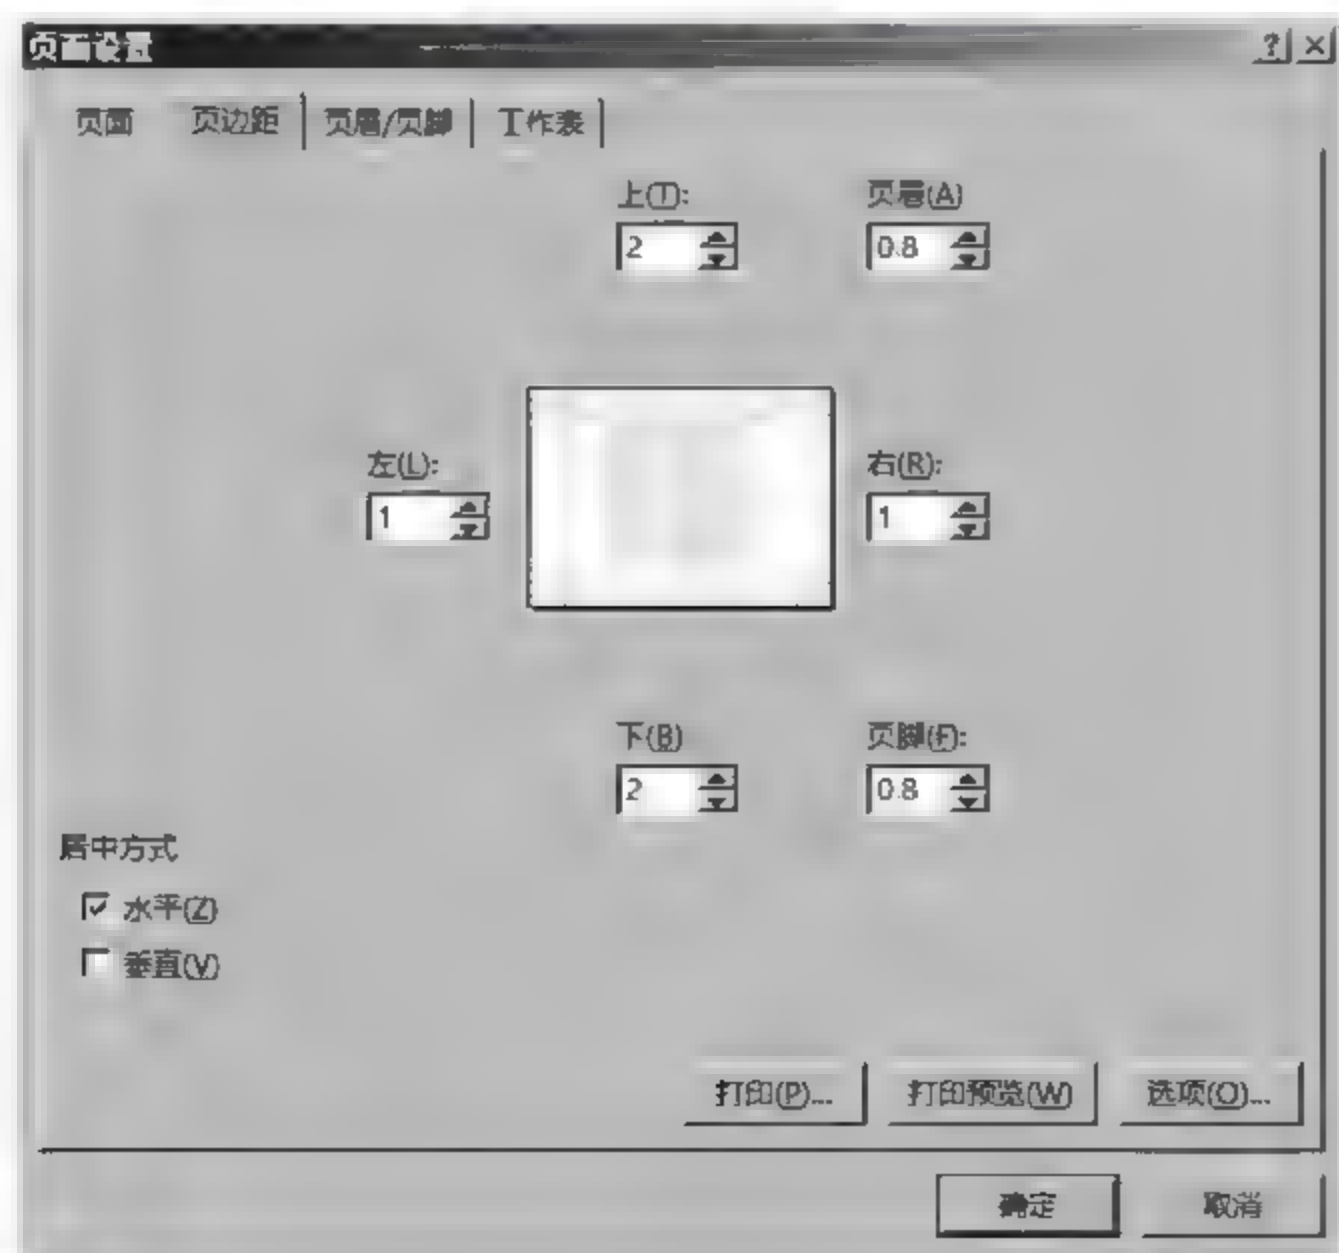 页面设置
页面 页边距 页眉/页脚 工作表
上(T): 页眉(A)
2 0.8
左(L): 右(R):
1 1
下(B) 页脚(F):
2 0.8
居中方式
水平(Z)
垂直(V)
打印(P)... 打印预览(W) 选项(O)...
确定 取消